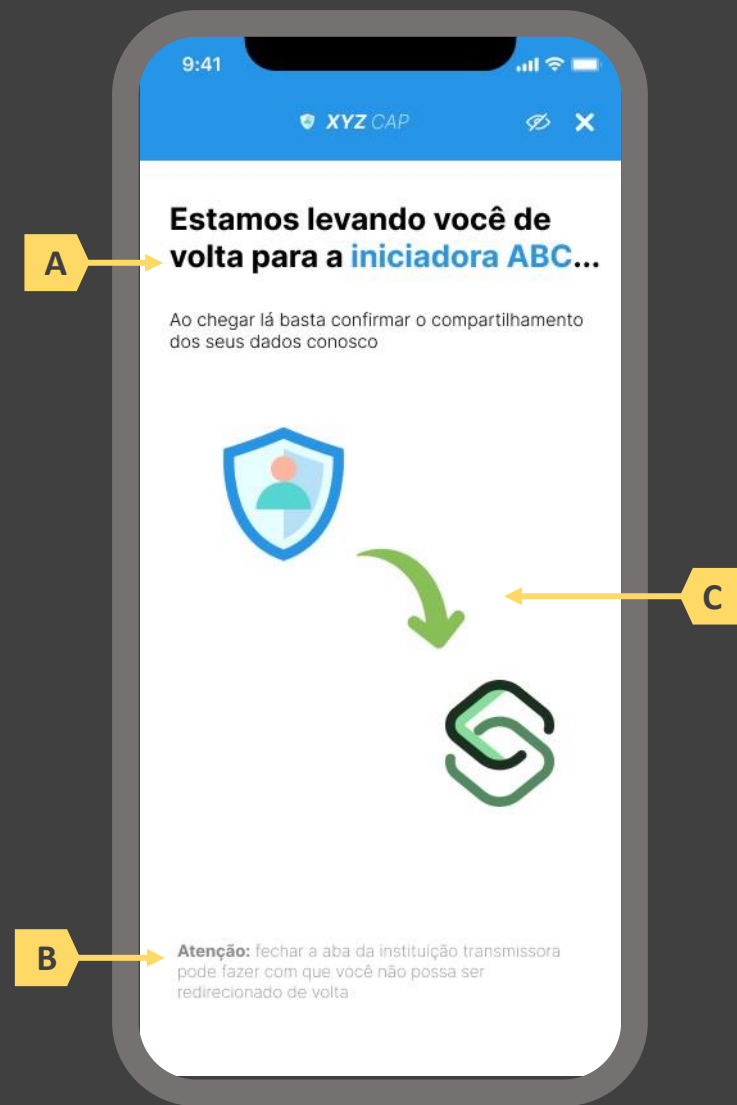 9:41
XYZ CAP
Estamos levando você de
A
volta para a iniciadora ABC...
Ao chegar lá basta confirmar o compartilhamento
dos seus dados conosco
C
B
Atenção: fechar a aba da instituição transmissora
pode fazer com que você não possa ser
redirecionado de volta